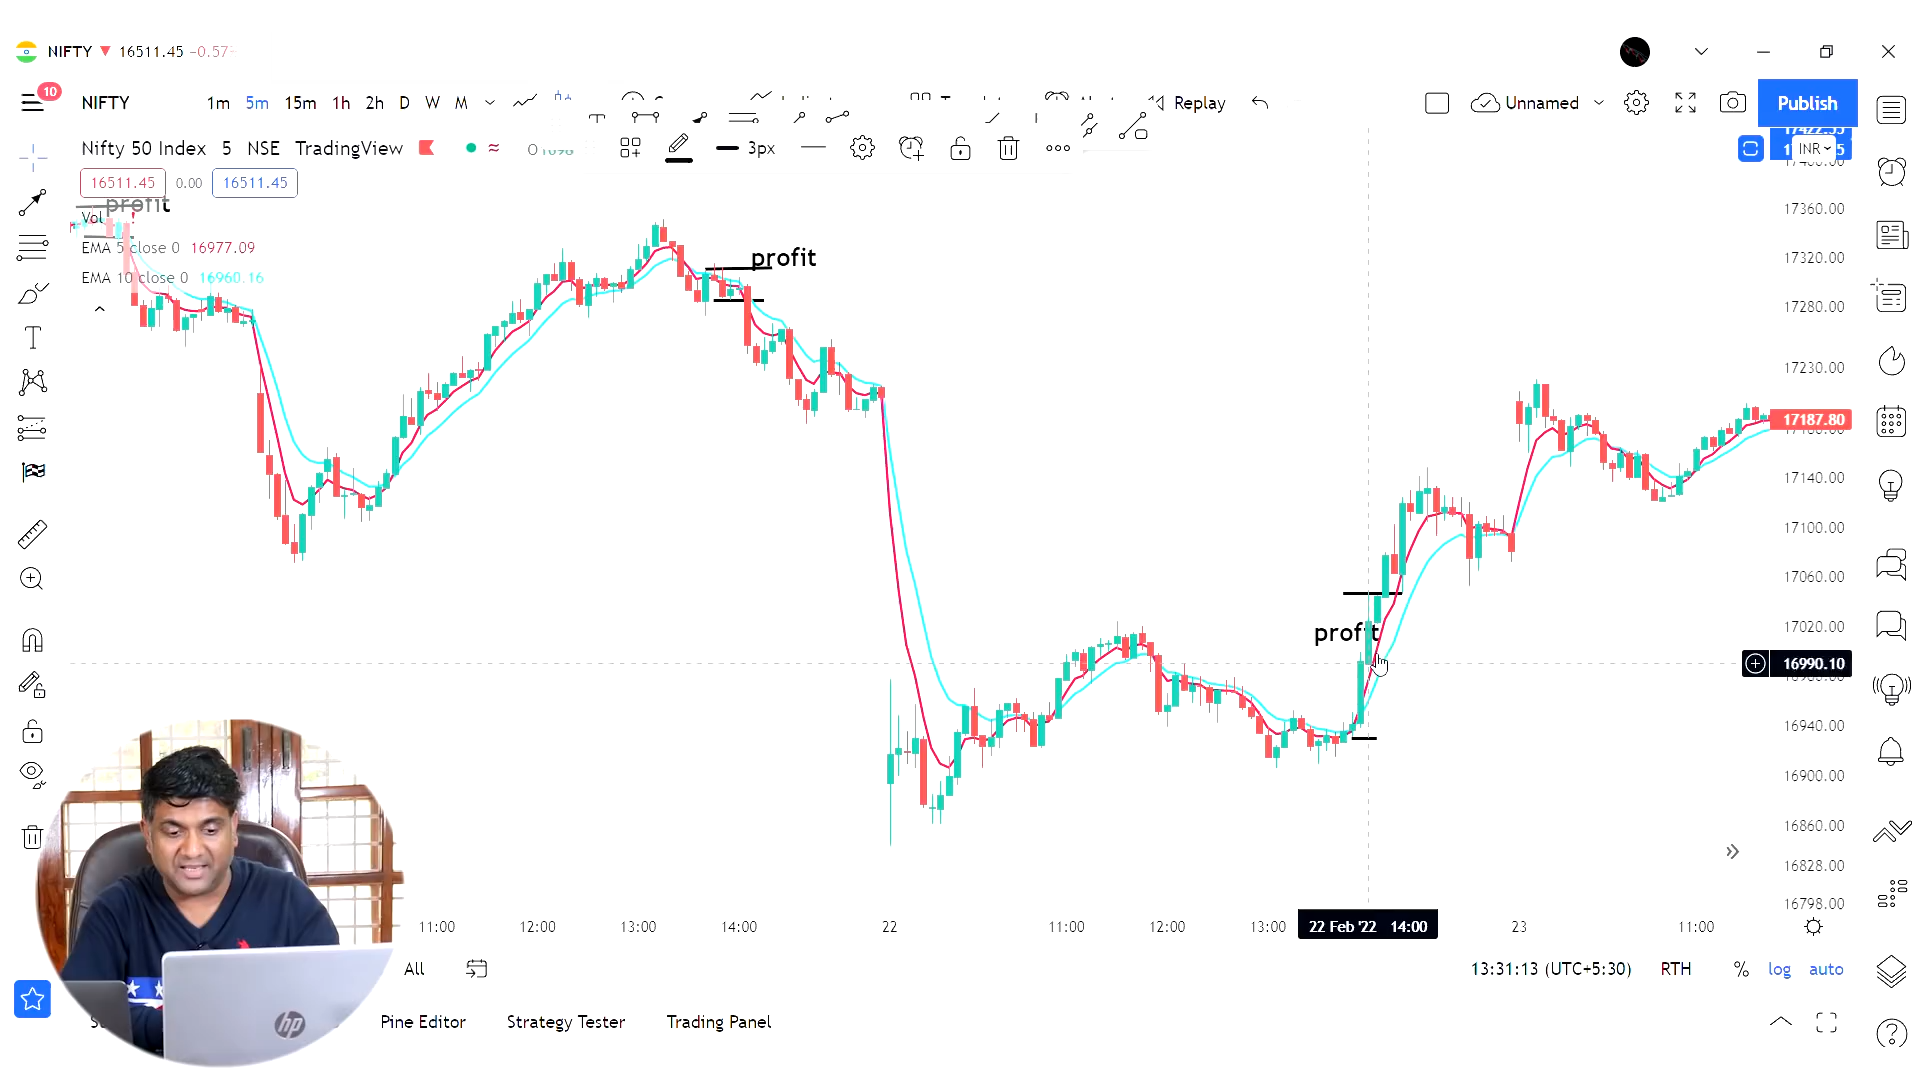 NIFTY 16511.45 −0.57
10 NIFTY 1m 5m 15m 1h 2h D W M Replay Unnamed Publish
Nifty 50 Index 5 NSE TradingView 3px INR
16511.45 0.00 16511.45
profit
Vol
EMA 5 close 0 16977.09
EMA 10 close 0 16960.16
profit
profit
17360.00
17320.00
17280.00
17230.00
17187.80
17140.00
17100.00
17060.00
17020.00
16990.10
16940.00
16900.00
16860.00
16828.00
16798.00
11:00 12:00 13:00 14:00 22 11:00 12:00 13:00 22 Feb '22 14:00 23 11:00
All 13:31:13 (UTC+5:30) RTH % log auto
Pine Editor Strategy Tester Trading Panel
hp